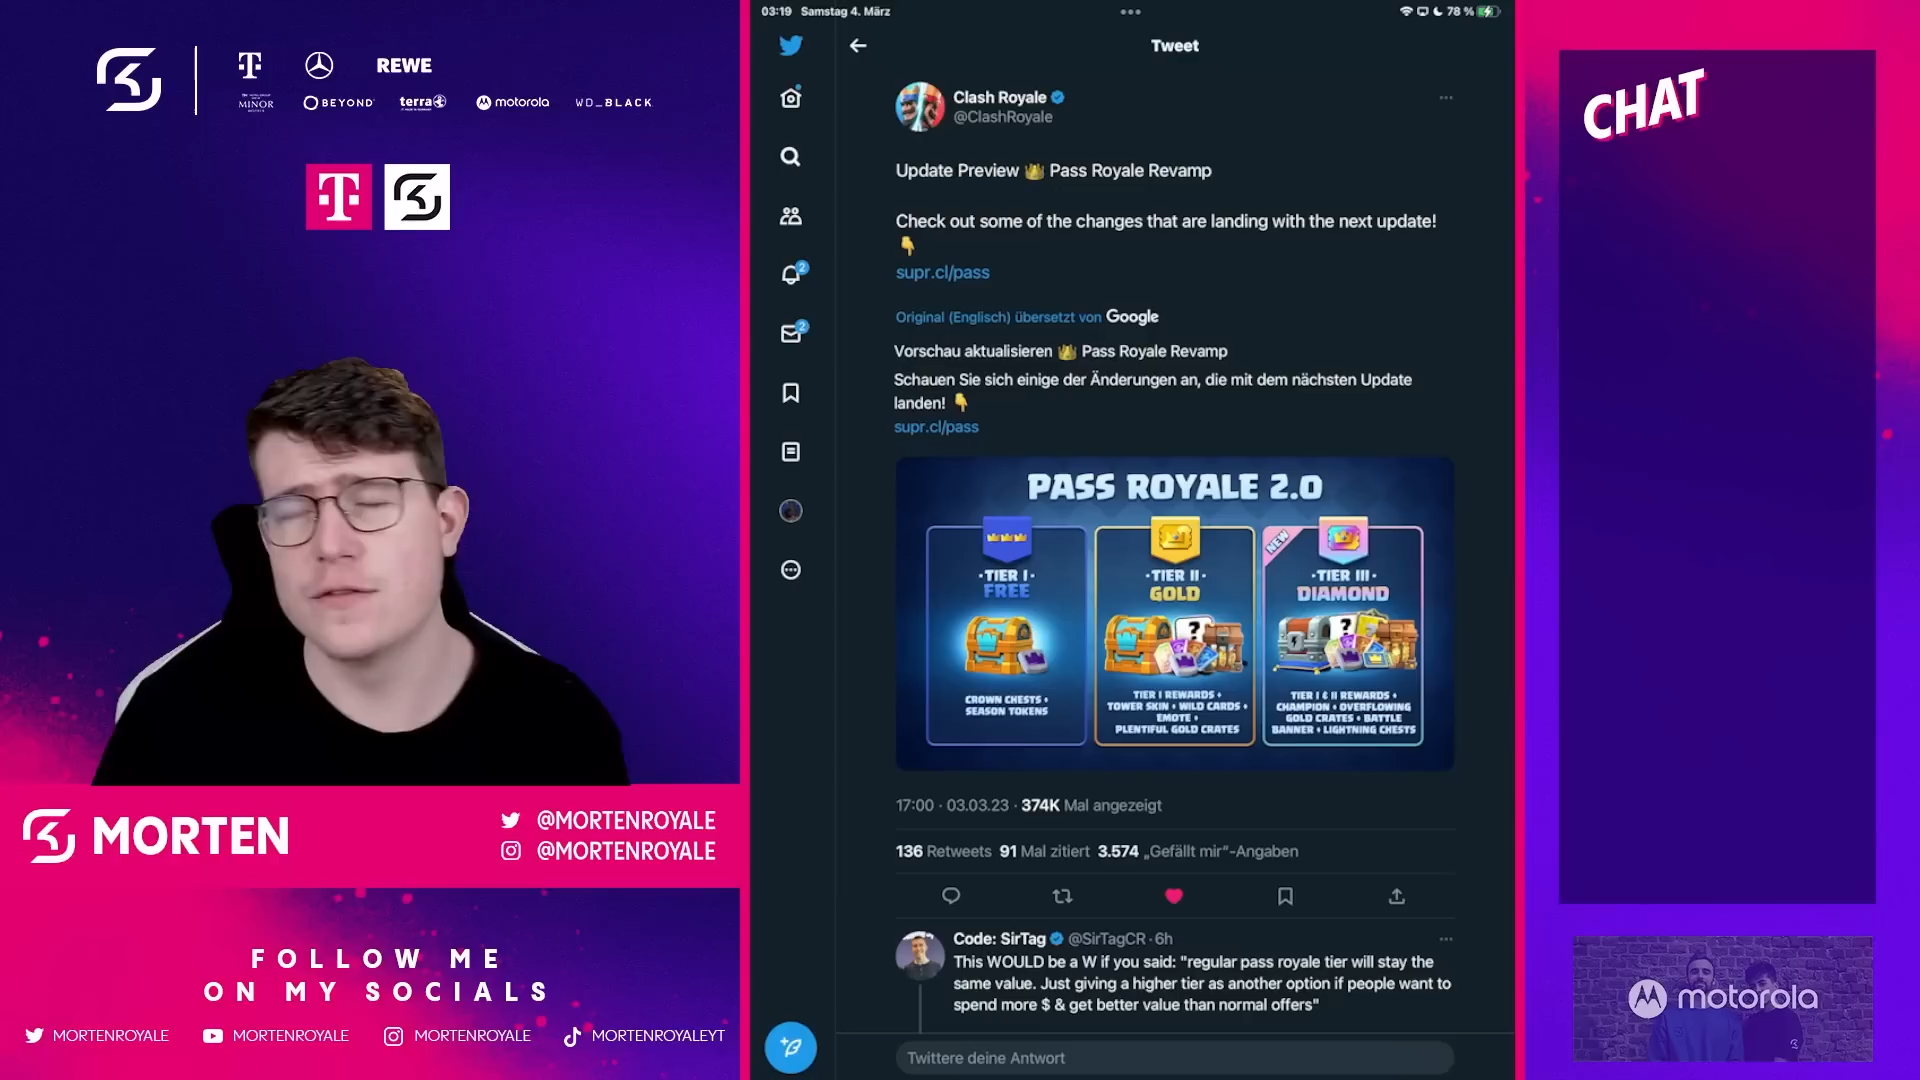 REWE
MINOR
BEYOND
terra
motorola
WD_BLACK
MORTEN
@MORTENROYALE
@MORTENROYALE
FOLLOW ME
ON MY SOCIALS
MORTENROYALE
MORTENROYALE
MORTENROYALE
MORTENROYALEYT
03:19 Samstag 4. März
78 %
Tweet
Clash Royale
@ClashRoyale
Update Preview 👑 Pass Royale Revamp
Check out some of the changes that are landing with the next update!
👇
supr.cl/pass
Original (Englisch) übersetzt von Google
Vorschau aktualisieren 👑 Pass Royale Revamp
Schauen Sie sich einige der Änderungen an, die mit dem nächsten Update
landen! 👇
supr.cl/pass
2
2
PASS ROYALE 2.0
·TIER I·
FREE
CROWN CHESTS +
SEASON TOKENS
·TIER II·
GOLD
TIER I REWARDS +
TOWER SKIN + WILD CARDS +
EMOTE +
PLENTIFUL GOLD CRATES
NEW
·TIER III·
DIAMOND
TIER I & II REWARDS +
CHAMPION + OVERFLOWING
GOLD CRATES + BATTLE
BANNER + LIGHTNING CHESTS
17:00 · 03.03.23 · 374K Mal angezeigt
136 Retweets 91 Mal zitiert 3.574 „Gefällt mir“-Angaben
Code: SirTag @SirTagCR · 6h
This WOULD be a W if you said: "regular pass royale tier will stay the
same value. Just giving a higher tier as another option if people want to
spend more $ & get better value than normal offers"
Twittere deine Antwort
CHAT
motorola